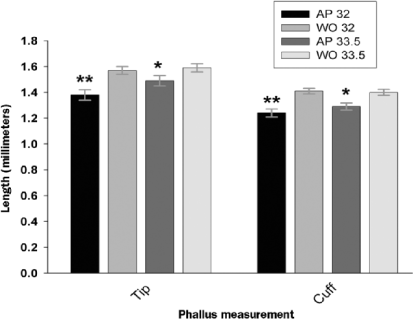 AP 32
WO 32
AP 33.5
WO 33.5
1.8
1.6
1.4
1.2
1.0
0.8
0.6
0.4
0.2
0.0
Length (millimeters)
**
*
**
*
Tip
Cuff
Phallus measurement